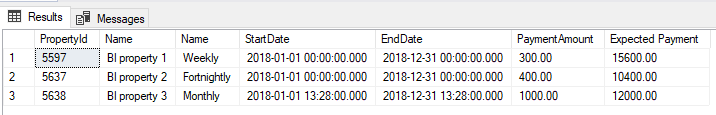 Results Messages
PropertyId Name Name StartDate EndDate PaymentAmount Expected Payment
1 5597 BI property 1 Weekly 2018-01-01 00:00:00.000 2018-12-31 00:00:00.000 300.00 15600.00
2 5637 BI property 2 Fortnightly 2018-01-01 00:00:00.000 2018-12-31 00:00:00.000 400.00 10400.00
3 5638 BI property 3 Monthly 2018-01-01 13:28:00.000 2018-12-31 13:28:00.000 1000.00 12000.00